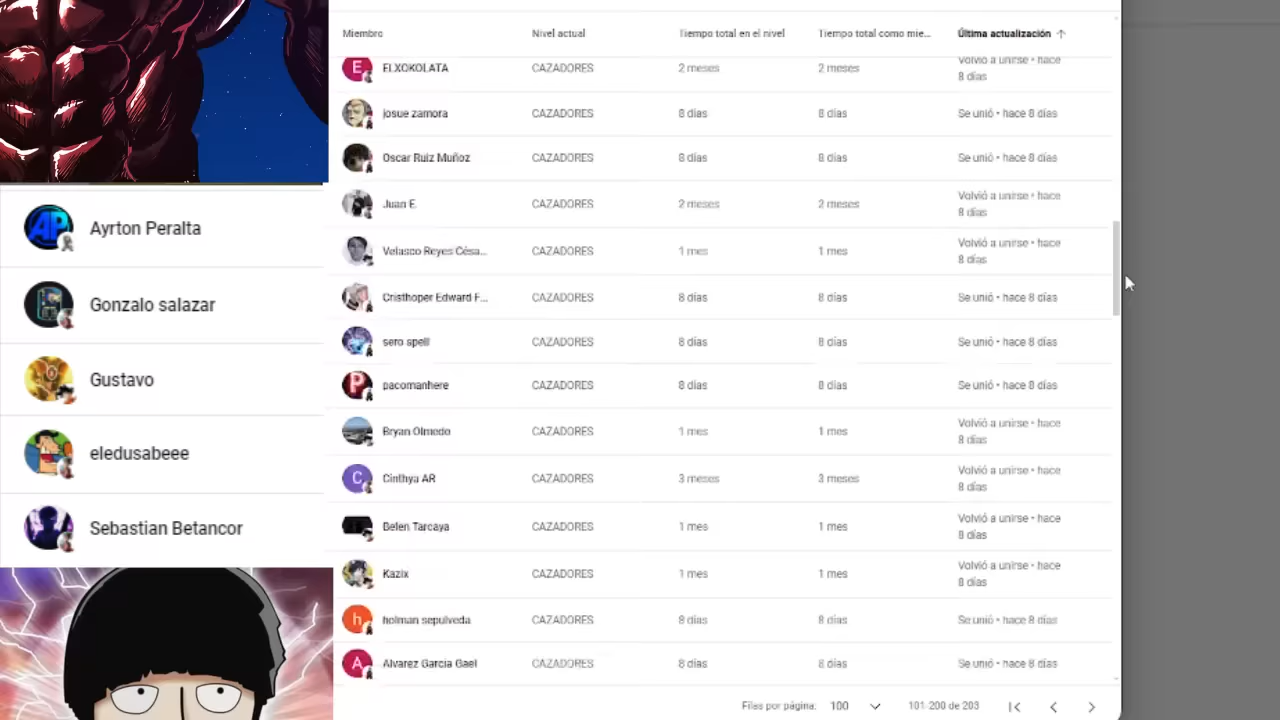 Miembro Nivel actual Tiempo total en el nivel Tiempo total como mie... Última actualización
ELXOKOLATA CAZADORES 2 meses 2 meses Volvió a unirse • hace
8 días
josue zamora CAZADORES 8 días 8 días Se unió • hace 8 días
Oscar Ruiz Muñoz CAZADORES 8 días 8 días Se unió • hace 8 días
Juan E. CAZADORES 2 meses 2 meses Volvió a unirse • hace
8 días
Velasco Reyes Césa... CAZADORES 1 mes 1 mes Volvió a unirse • hace
8 días
Cristhoper Edward F... CAZADORES 8 días 8 días Se unió • hace 8 días
sero spell CAZADORES 8 días 8 días Se unió • hace 8 días
pacomanhere CAZADORES 8 días 8 días Se unió • hace 8 días
Bryan Olmedo CAZADORES 1 mes 1 mes Volvió a unirse • hace
8 días
Cinthya AR CAZADORES 3 meses 3 meses Volvió a unirse • hace
8 días
Belen Tarcaya CAZADORES 1 mes 1 mes Volvió a unirse • hace
8 días
Kazix CAZADORES 1 mes 1 mes Volvió a unirse • hace
8 días
holman sepulveda CAZADORES 8 días 8 días Se unió • hace 8 días
Alvarez Garcia Gael CAZADORES 8 días 8 días Se unió • hace 8 días
Filas por página: 100 101-200 de 203
Ayrton Peralta
Gonzalo salazar
Gustavo
eledusabeee
Sebastian Betancor